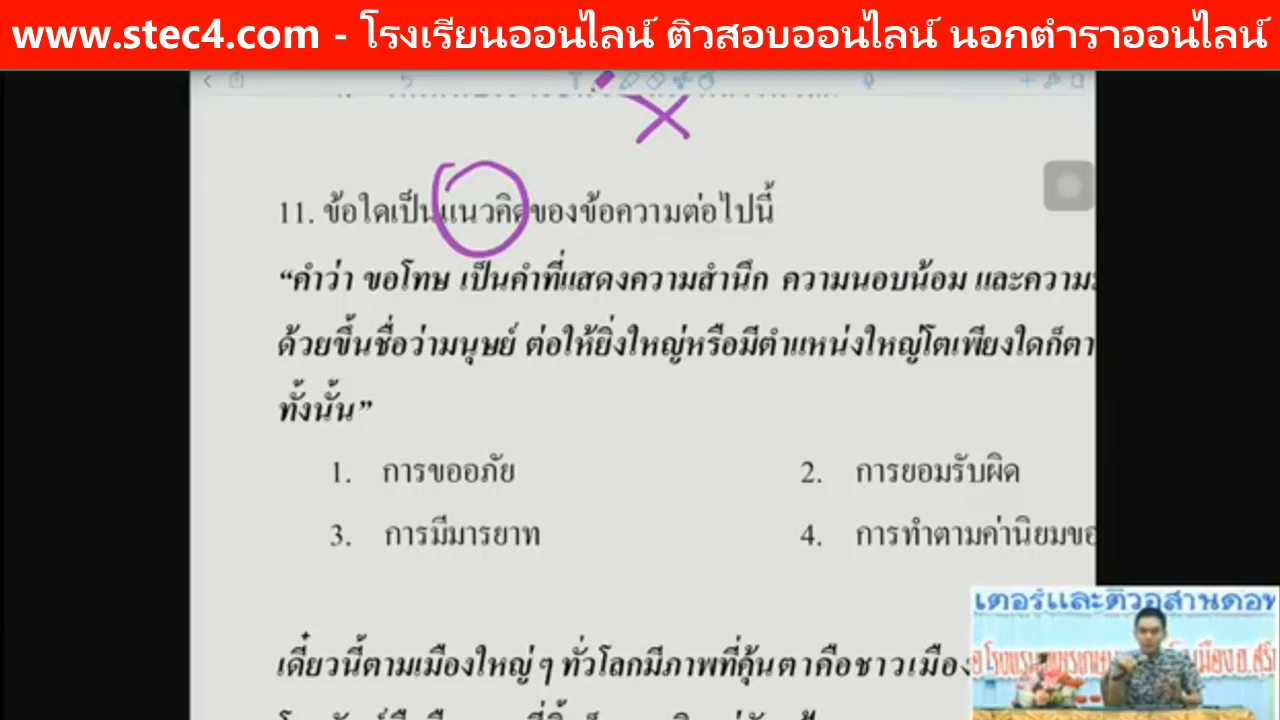 www.stec4.com - โรงเรียนออนไลน์ ติวสอบออนไลน์ นอกตำราออนไลน์
11. ข้อใดเป็นแนวคิดของข้อความต่อไปนี้
“คำว่า ขอโทษ เป็นคำที่แสดงความสำนึก ความนอบน้อม และความ
ด้วยขึ้นชื่อว่ามนุษย์ ต่อให้ยิ่งใหญ่หรือมีตำแหน่งใหญ่โตเพียงใดก็ตา
ทั้งนั้น”
1. การขออภัย
2. การยอมรับผิด
3. การมีมารยาท
4. การทำตามค่านิยมขอ
เดี๋ยวนี้ตามเมืองใหญ่ๆ ทั่วโลกมีภาพที่คุ้นตาคือชาวเมือง
เตอร์และติวอีสาน